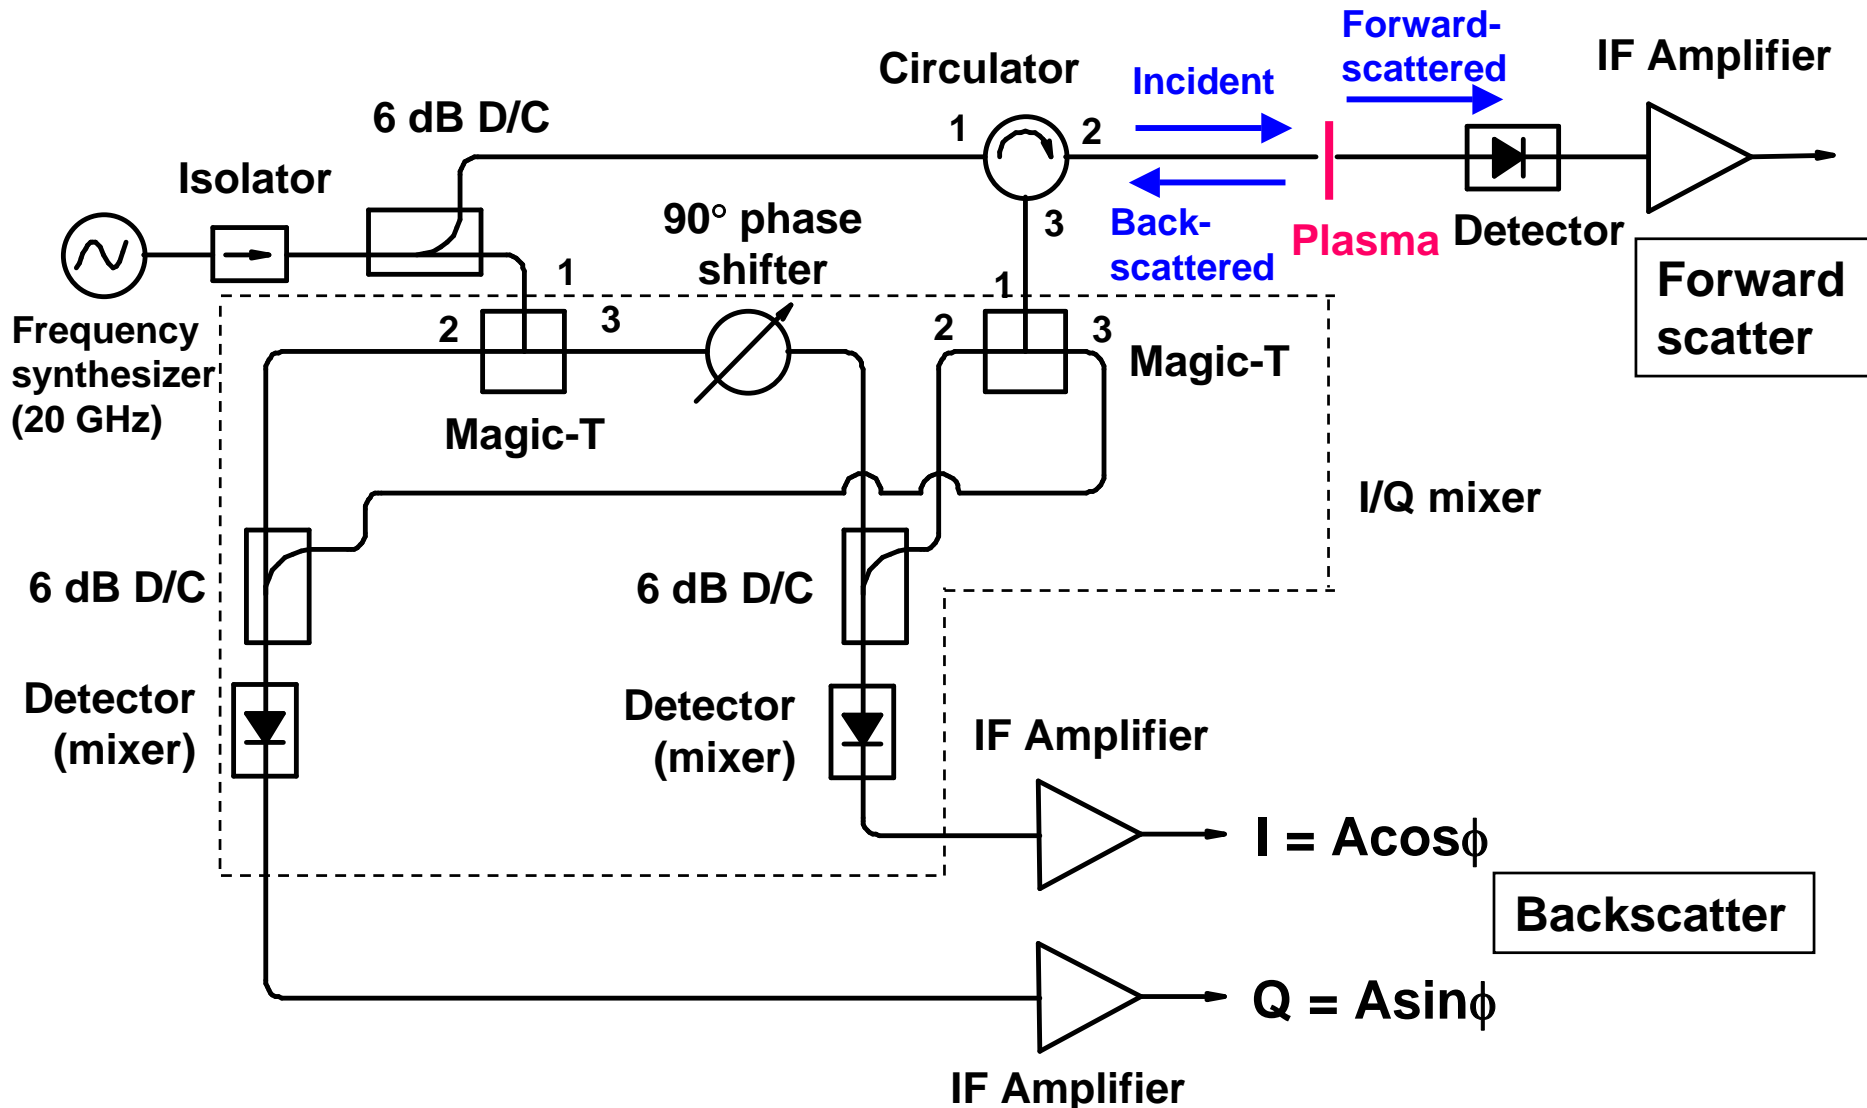 Forward-
scattered
IF Amplifier
Circulator
Incident
6 dB D/C
1
2
Isolator
90° phase
shifter
3
Back-
scattered
Plasma
Detector
Forward
scatter
1
1
2
3
2
3
Frequency
synthesizer
(20 GHz)
Magic-T
Magic-T
I/Q mixer
6 dB D/C
6 dB D/C
Detector
(mixer)
Detector
(mixer)
IF Amplifier
I = Acosϕ
Backscatter
Q = Asinϕ
IF Amplifier